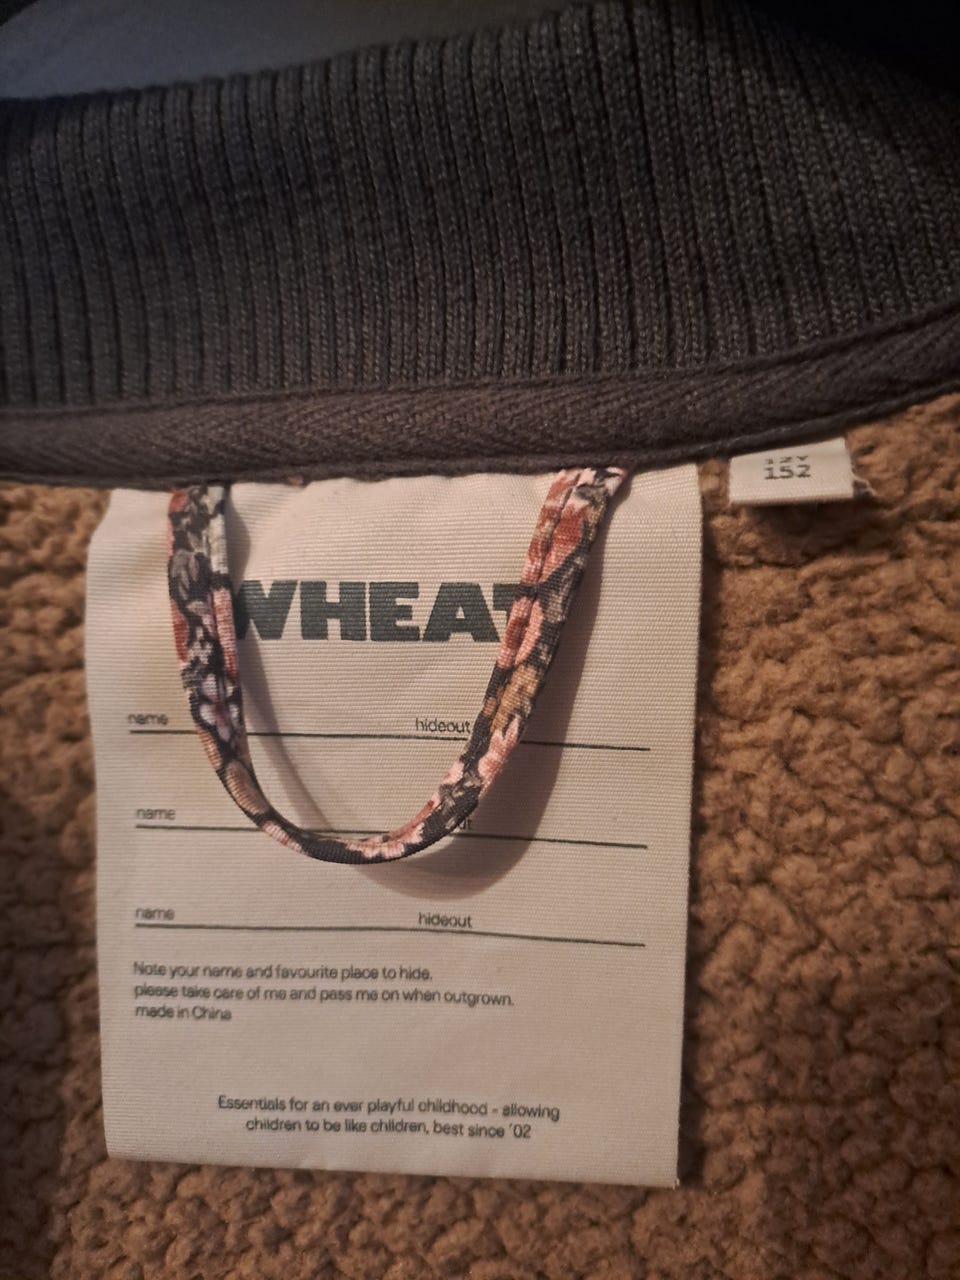 12Y
152
WHEAT
name hideout
name
name hideout
Note your name and favourite place to hide,
please take care of me and pass me on when outgrown.
made in China
Essentials for an ever playful childhood - allowing
children to be like children, best since '02